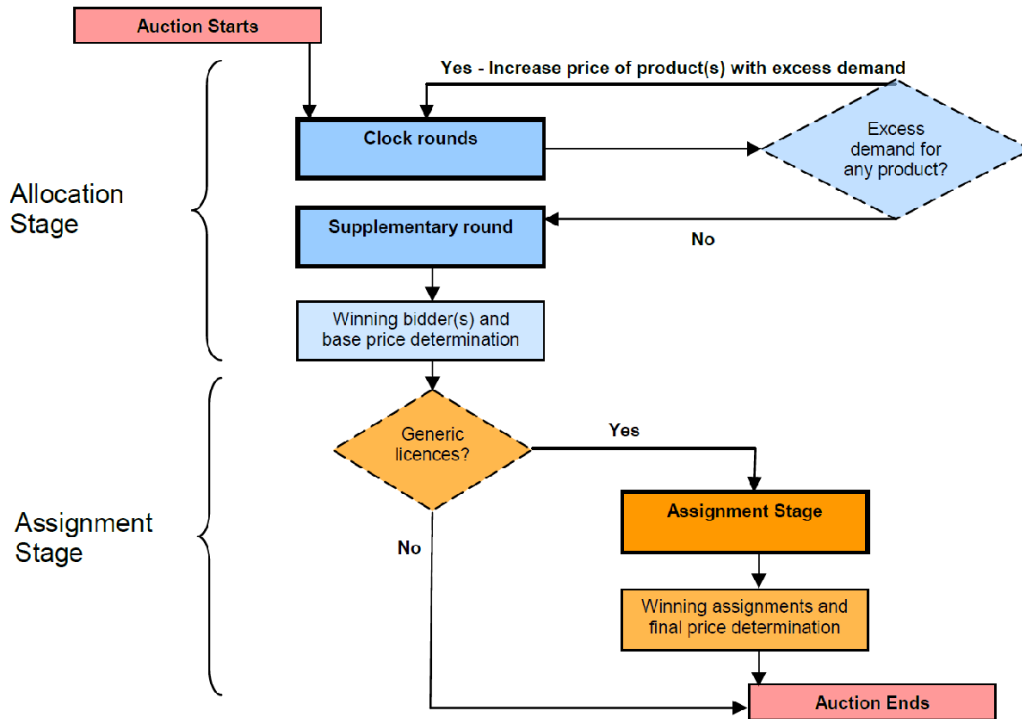 Auction Starts
Yes - Increase price of product(s) with excess demand
Clock rounds
Excess
demand for
any product?
Allocation
Stage
Supplementary round
No
Winning bidder(s) and
base price determination
Generic
licences?
Yes
Assignment Stage
Assignment
Stage
No
Winning assignments and
final price determination
Auction Ends